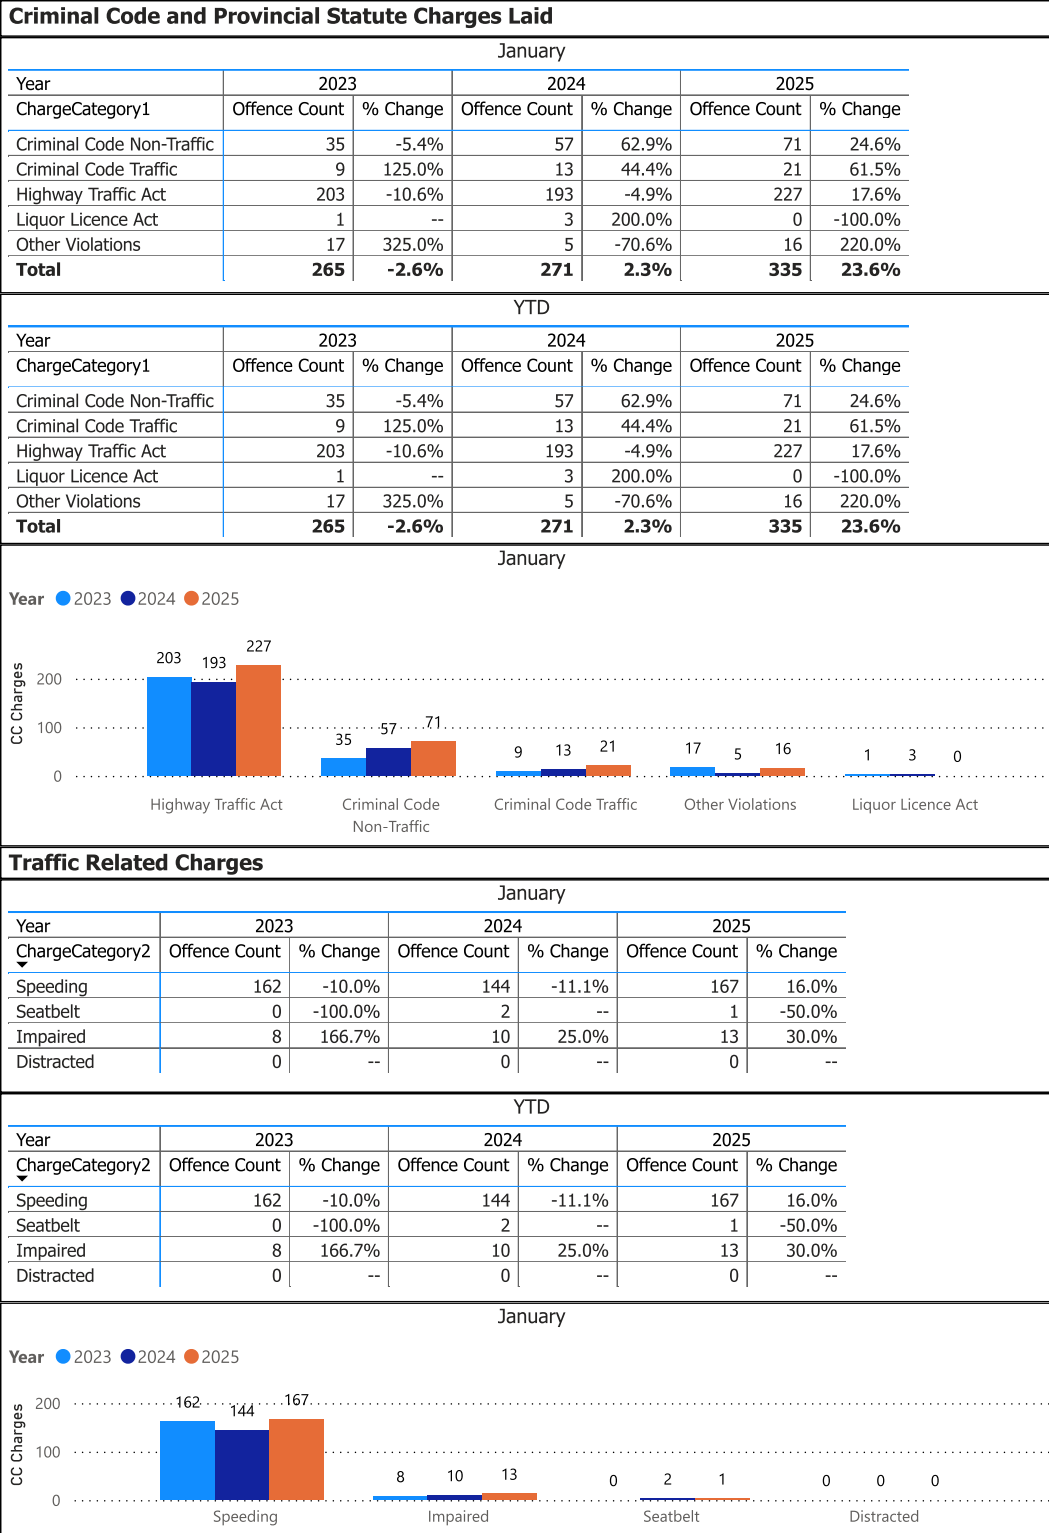 Criminal Code and Provincial Statute Charges Laid
January
Year 2023 2024 2025
ChargeCategory1 Offence Count % Change Offence Count % Change Offence Count % Change
Criminal Code Non-Traffic 35 -5.4% 57 62.9% 71 24.6%
Criminal Code Traffic 9 125.0% 13 44.4% 21 61.5%
Highway Traffic Act 203 -10.6% 193 -4.9% 227 17.6%
Liquor Licence Act 1 -- 3 200.0% 0 -100.0%
Other Violations 17 325.0% 5 -70.6% 16 220.0%
Total 265 -2.6% 271 2.3% 335 23.6%
YTD
Year 2023 2024 2025
ChargeCategory1 Offence Count % Change Offence Count % Change Offence Count % Change
Criminal Code Non-Traffic 35 -5.4% 57 62.9% 71 24.6%
Criminal Code Traffic 9 125.0% 13 44.4% 21 61.5%
Highway Traffic Act 203 -10.6% 193 -4.9% 227 17.6%
Liquor Licence Act 1 -- 3 200.0% 0 -100.0%
Other Violations 17 325.0% 5 -70.6% 16 220.0%
Total 265 -2.6% 271 2.3% 335 23.6%
January
Year 2023 2024 2025
CC Charges
200
100
0
203 193 227
35 57 71
9 13 21
17 5 16
1 3 0
Highway Traffic Act
Criminal Code
Non-Traffic
Criminal Code Traffic
Other Violations
Liquor Licence Act
Traffic Related Charges
January
Year 2023 2024 2025
ChargeCategory2 Offence Count % Change Offence Count % Change Offence Count % Change
Speeding 162 -10.0% 144 -11.1% 167 16.0%
Seatbelt 0 -100.0% 2 -- 1 -50.0%
Impaired 8 166.7% 10 25.0% 13 30.0%
Distracted 0 -- 0 -- 0 --
YTD
Year 2023 2024 2025
ChargeCategory2 Offence Count % Change Offence Count % Change Offence Count % Change
Speeding 162 -10.0% 144 -11.1% 167 16.0%
Seatbelt 0 -100.0% 2 -- 1 -50.0%
Impaired 8 166.7% 10 25.0% 13 30.0%
Distracted 0 -- 0 -- 0 --
January
Year 2023 2024 2025
CC Charges
200
100
0
162 144 167
8 10 13
0 2 1
0 0 0
Speeding
Impaired
Seatbelt
Distracted